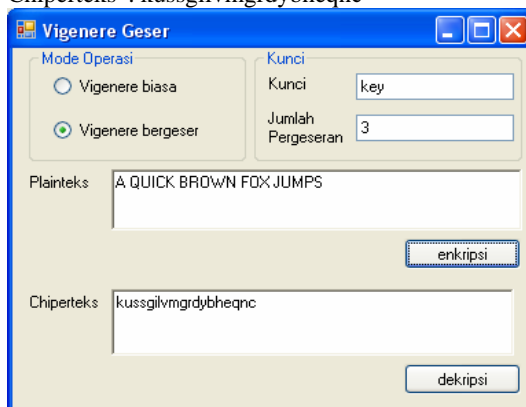 Chiperteks : kussgilvmgrdybheqnc
Vigenere Geser
Mode Operasi
Vigenere biasa
Vigenere bergeser
Kunci
Kunci key
Jumlah
Pergeseran 3
Plainteks A QUICK BROWN FOX JUMPS
enkripsi
Chiperteks kussgilvmgrdybheqnc
dekripsi